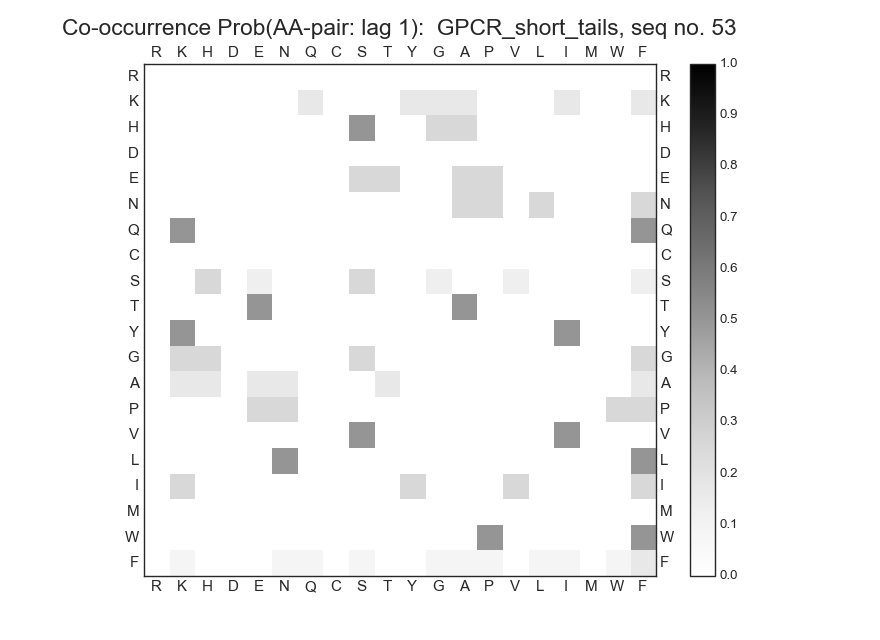 Co-occurrence Prob(AA-pair: lag 1):  GPCR_short_tails, seq no. 53
R K H D E N Q C S T Y G A P V L I M W F
R R 1.0
K K
H H 0.9
D D
E E 0.8
N N 0.7
Q Q
C C 0.6
S S
T T 0.5
Y Y
G G 0.4
A A
P P 0.3
V V
L L 0.2
I I
M M 0.1
W W
F F 0.0
R K H D E N Q C S T Y G A P V L I M W F